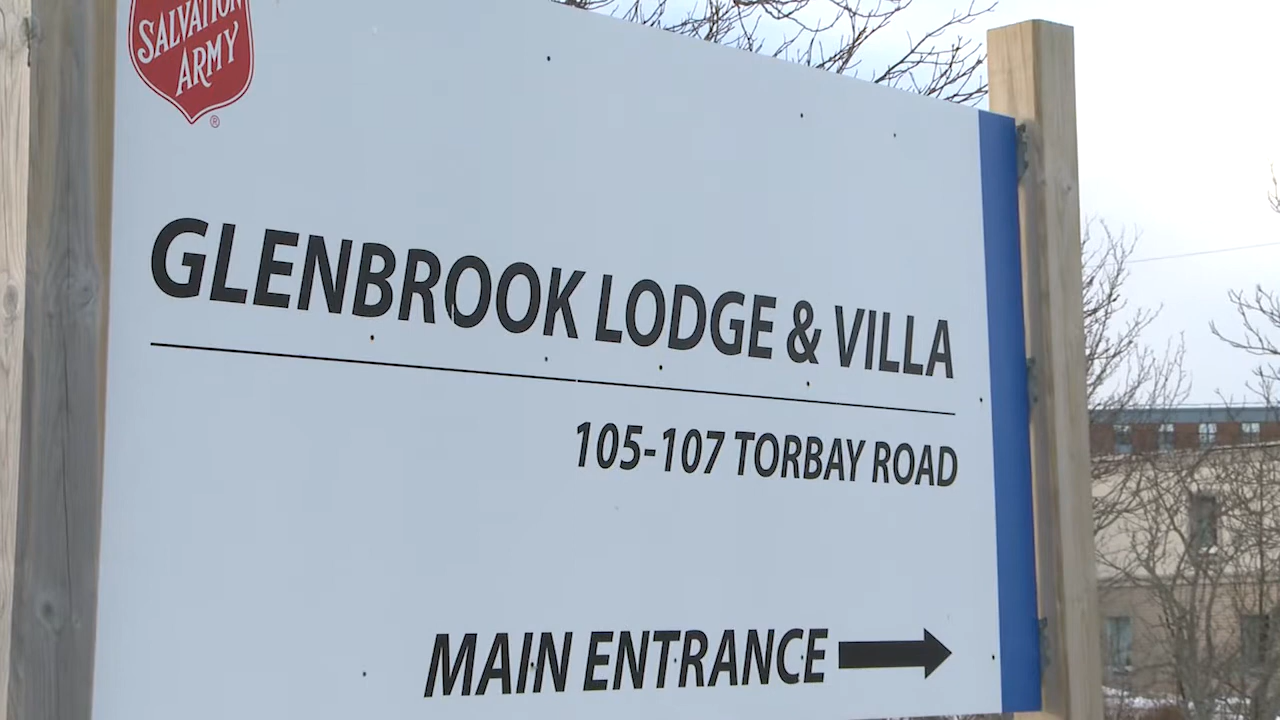 SALVATION
ARMY
®
GLENBROOK LODGE & VILLA
105-107 TORBAY ROAD
MAIN ENTRANCE